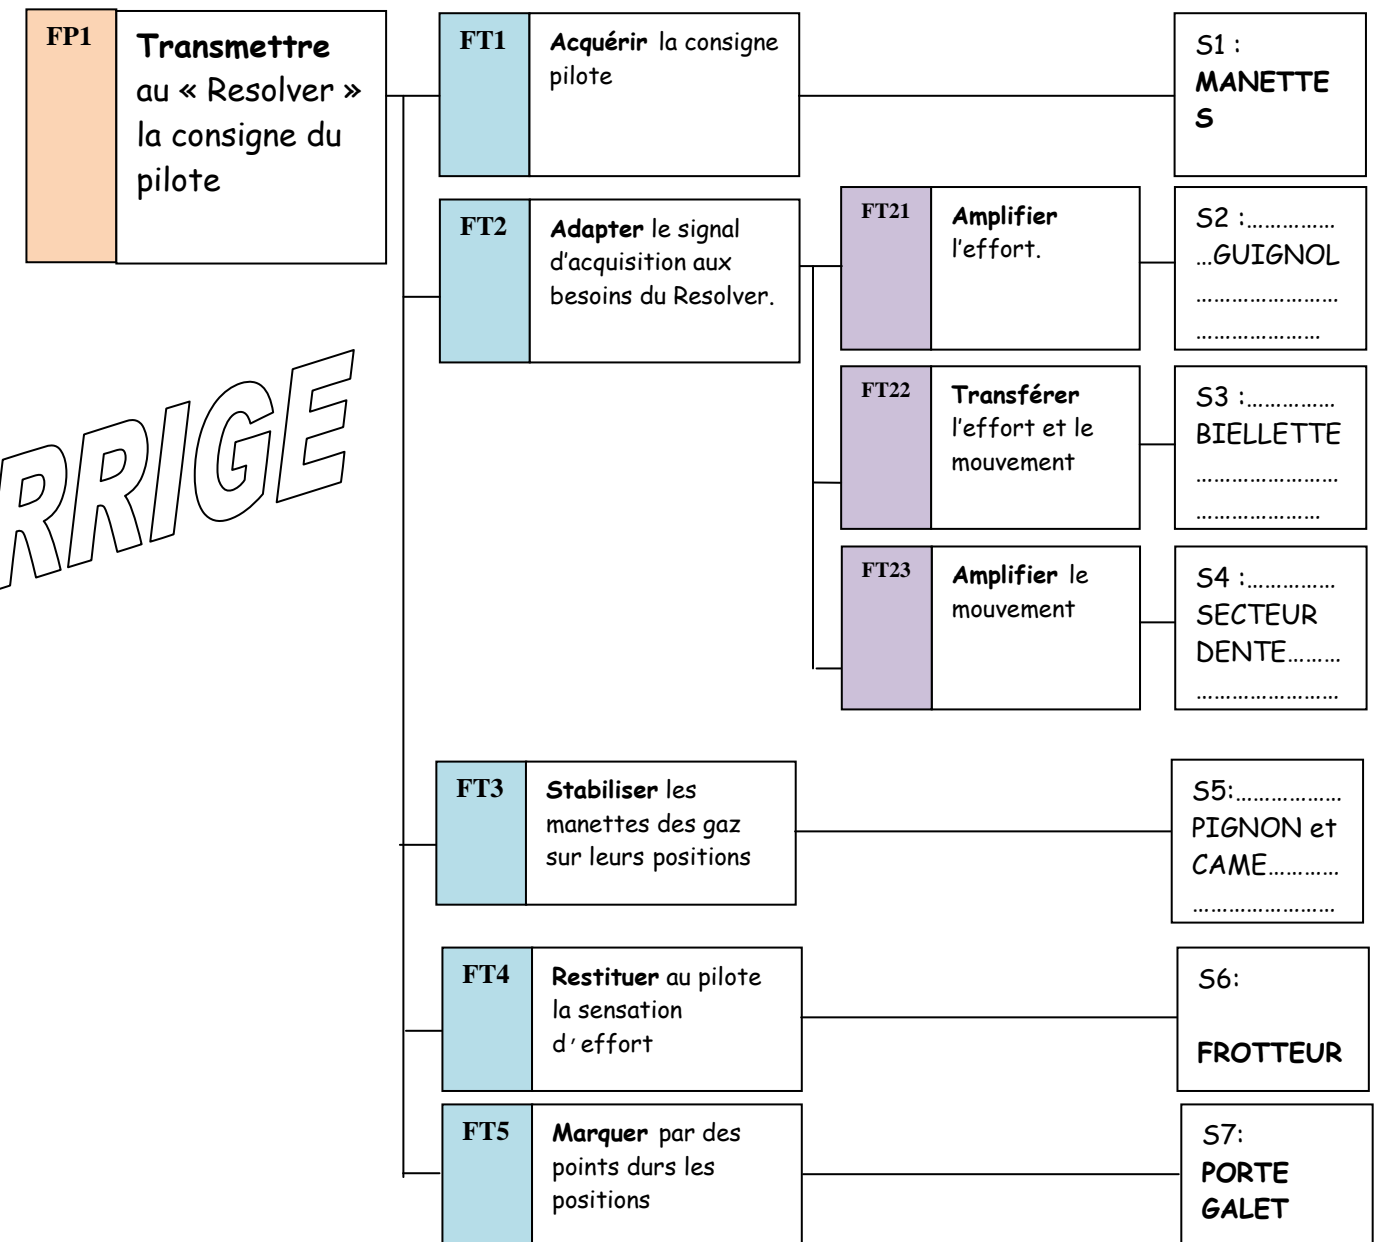 FP1
Transmettre
au « Resolver »
la consigne du
pilote
FT1
Acquérir la consigne
pilote
S1 :
MANETTE
S
FT2
Adapter le signal
d'acquisition aux
besoins du Resolver.
FT21
Amplifier
l'effort.
S2 :...............
...GUIGNOL
........................
.....................
FT22
Transférer
l'effort et le
mouvement
S3 :...............
BIELLETTE
........................
.....................
FT23
Amplifier le
mouvement
S4 :...............
SECTEUR
DENTE.........
........................
RRIGE
FT3
Stabiliser les
manettes des gaz
sur leurs positions
S5:..................
PIGNON et
CAME............
........................
FT4
Restituer au pilote
la sensation
d'effort
S6:
FROTTEUR
FT5
Marquer par des
points durs les
positions
S7:
PORTE
GALET